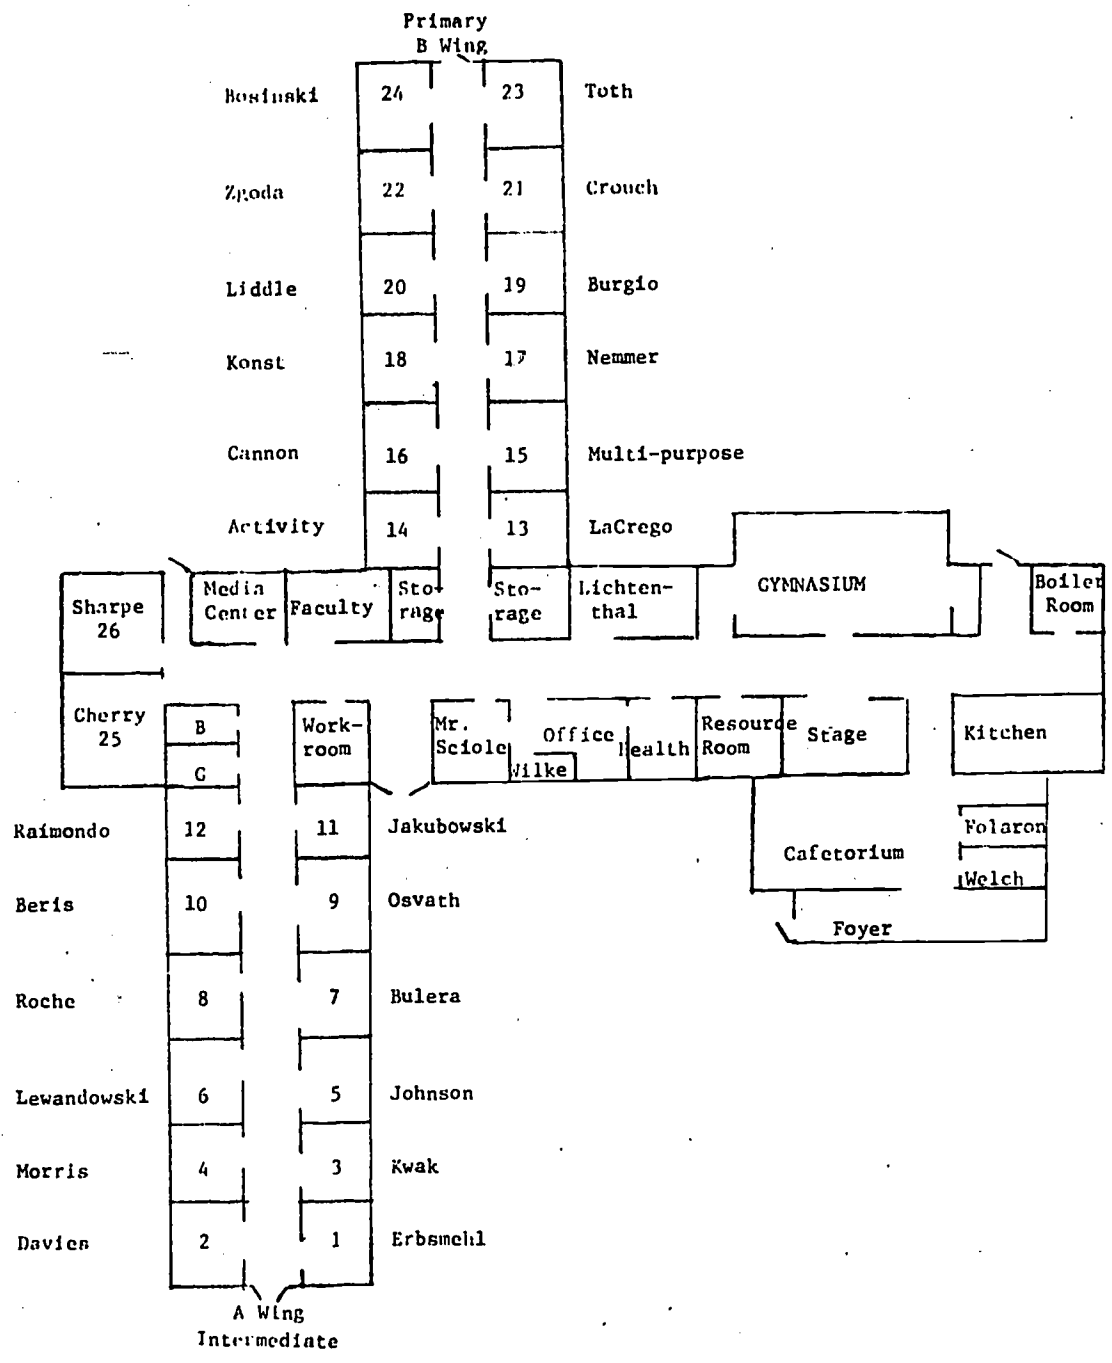 Primary
B Wing
Bosinski 24 23 Toth
Zgoda 22 21 Crouch
Liddle 20 19 Burgio
Konst 18 17 Nemmer
Cannon 16 15 Multi-purpose
Activity 14 13 LaCrego
Sharpe
26
Media
Center
Faculty
Sto-
rage
Sto-
rage
Lichten-
thal
GYMNASIUM
Boiler
Room
Cherry
25
B
G
Work-
room
Mr.
Sciole
Office
Wilke
Health
Resource
Room
Stage
Kitchen
Raimondo 12 11 Jakubowski
Folaron
Cafetorium
Welch
Foyer
Beris 10 9 Osvath
Roche 8 7 Bulera
Lewandowski 6 5 Johnson
Morris 4 3 Kwak
Davies 2 1 Erbsmehl
A Wing
Intermediate